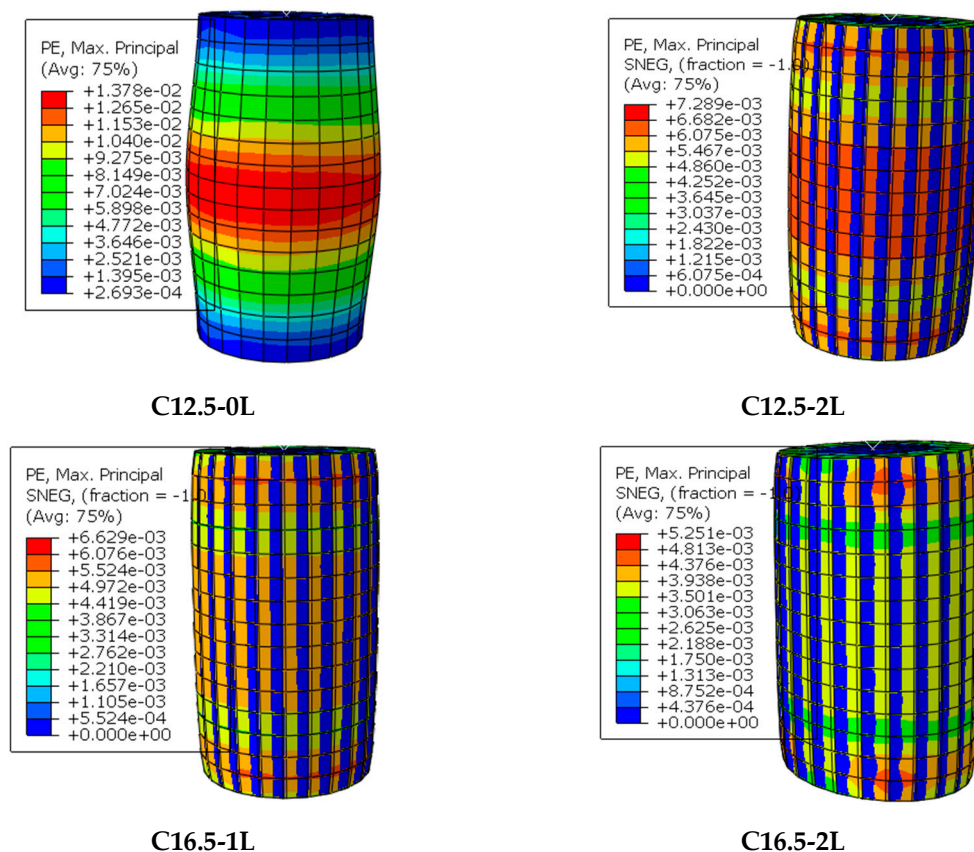 PE, Max. Principal
(Avg: 75%)
+1.378e-02
+1.265e-02
+1.153e-02
+1.040e-02
+9.275e-03
+8.149e-03
+7.024e-03
+5.898e-03
+4.772e-03
+3.646e-03
+2.521e-03
+1.395e-03
+2.693e-04
C12.5-0L
PE, Max. Principal
SNEG, (fraction = -1.0)
(Avg: 75%)
+7.289e-03
+6.682e-03
+6.075e-03
+5.467e-03
+4.860e-03
+4.252e-03
+3.645e-03
+3.037e-03
+2.430e-03
+1.822e-03
+1.215e-03
+6.075e-04
+0.000e+00
C12.5-2L
PE, Max. Principal
SNEG, (fraction = -1.0
(Avg: 75%)
+6.629e-03
+6.076e-03
+5.524e-03
+4.972e-03
+4.419e-03
+3.867e-03
+3.314e-03
+2.762e-03
+2.210e-03
+1.657e-03
+1.105e-03
+5.524e-04
+0.000e+00
C16.5-1L
PE, Max. Principal
SNEG, (fraction = -1.0)
(Avg: 75%)
+5.251e-03
+4.813e-03
+4.376e-03
+3.938e-03
+3.501e-03
+3.063e-03
+2.625e-03
+2.188e-03
+1.750e-03
+1.313e-03
+8.752e-04
+4.376e-04
+0.000e+00
C16.5-2L